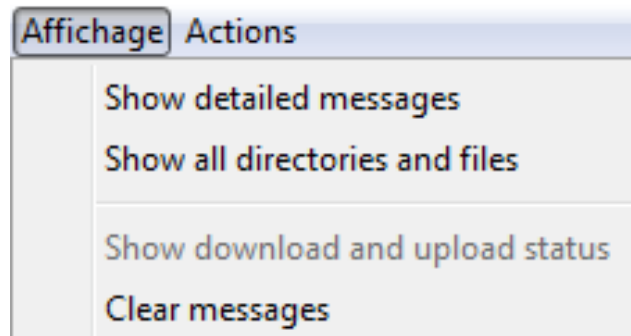 Affichage Actions
Show detailed messages
Show all directories and files
Show download and upload status
Clear messages